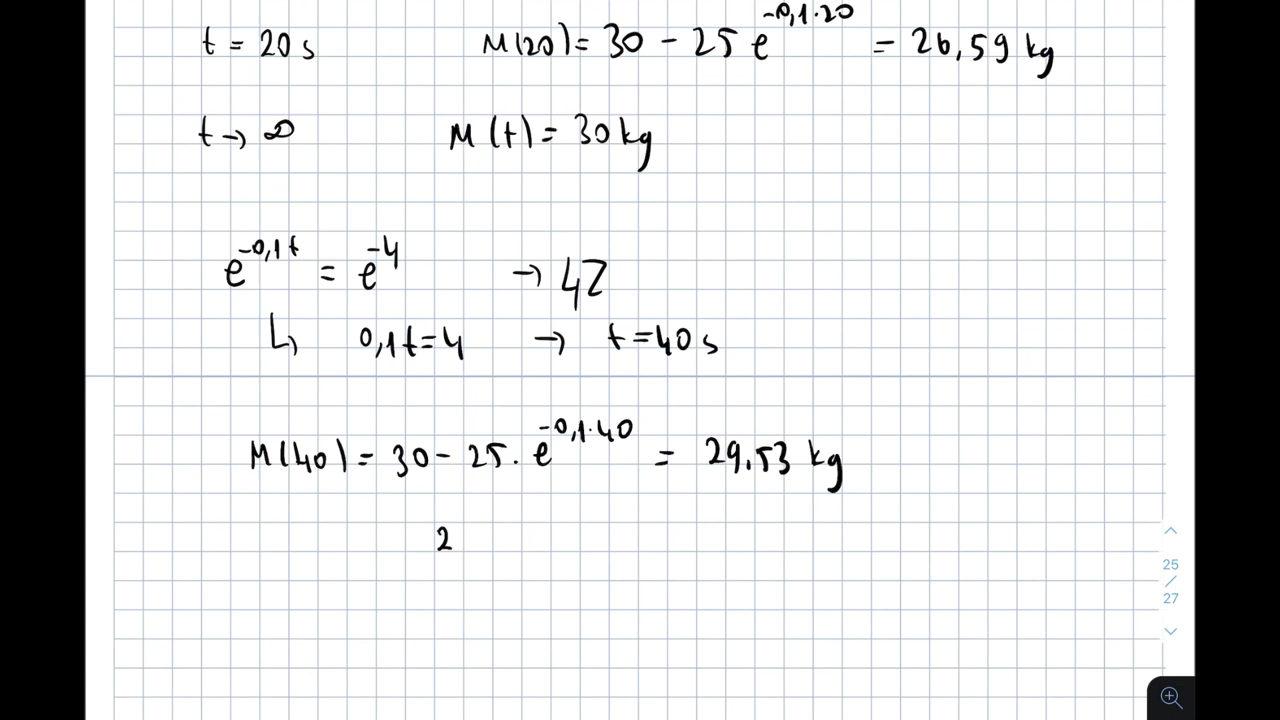 t = 20 s M(20) = 30 - 25 e^{-0,1·20} = 26,59 kg
t → ∞ M(t) = 30 kg
e^{-0,1t} = e^{-4} → 4Z
↳ 0,1t = 4 → t = 40 s
M(40) = 30 - 25 · e^{-0,1·40} = 29,53 kg
2
25
/
27